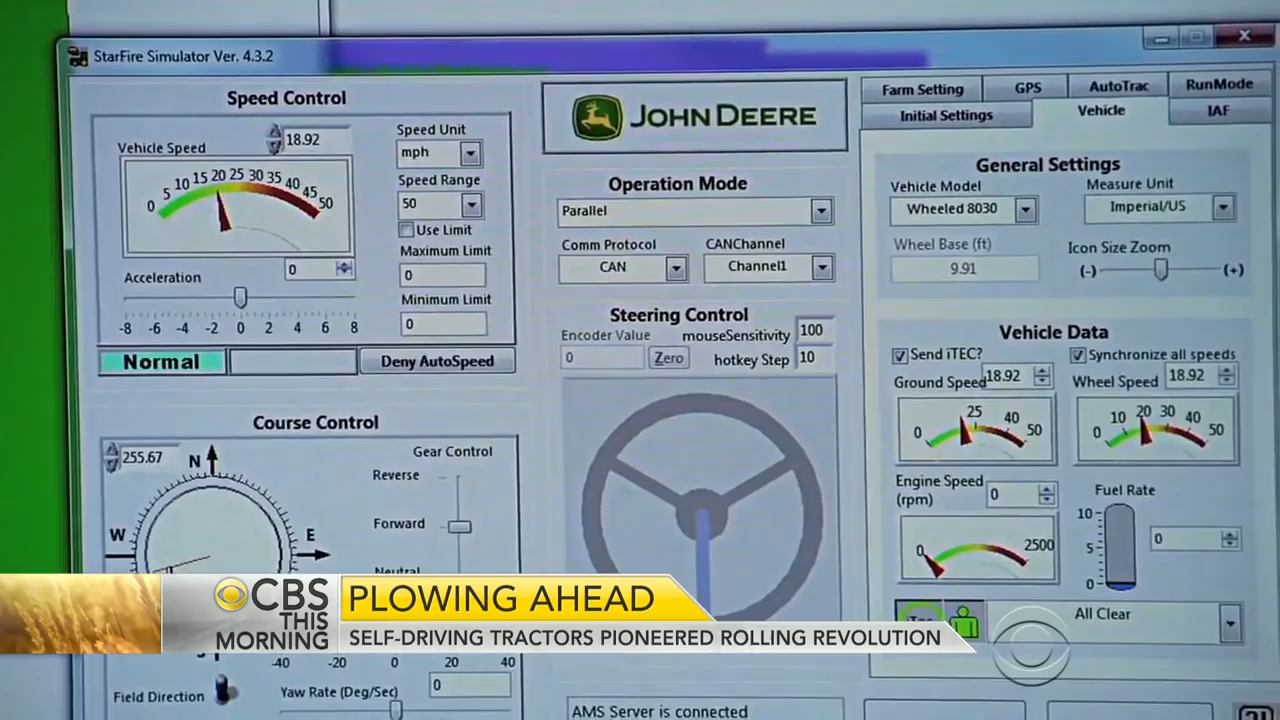 StarFire Simulator Ver. 4.3.2
Speed Control
Vehicle Speed
18.92
0 5 10 15 20 25 30 35 40 45 50
Acceleration
0
-8 -6 -4 -2 0 2 4 6 8
Speed Unit
mph
Speed Range
50
Use Limit
Maximum Limit
0
Minimum Limit
0
Normal
Deny AutoSpeed
Course Control
255.67
N
W
E
Gear Control
Reverse
Forward
Neutral
-40 -20 0 20 40
Field Direction
Yaw Rate (Deg/Sec)
0
JOHN DEERE
Operation Mode
Parallel
Comm Protocol
CANChannel
CAN
Channel1
Steering Control
Encoder Value
mouseSensitivity
100
0
Zero
hotkey Step
10
AMS Server is connected
Farm Setting
GPS
AutoTrac
RunMode
Initial Settings
Vehicle
IAF
General Settings
Vehicle Model
Measure Unit
Wheeled 8030
Imperial/US
Wheel Base (ft)
Icon Size Zoom
9.91
(-)
(+)
Vehicle Data
Send iTEC?
Synchronize all speeds
Ground Speed
18.92
Wheel Speed
18.92
0 25 40 50
0 10 20 30 40 50
Engine Speed
(rpm)
0
Fuel Rate
0 2500
10
5
0
0
All Clear
CBS
THIS
MORNING
PLOWING AHEAD
SELF-DRIVING TRACTORS PIONEERED ROLLING REVOLUTION